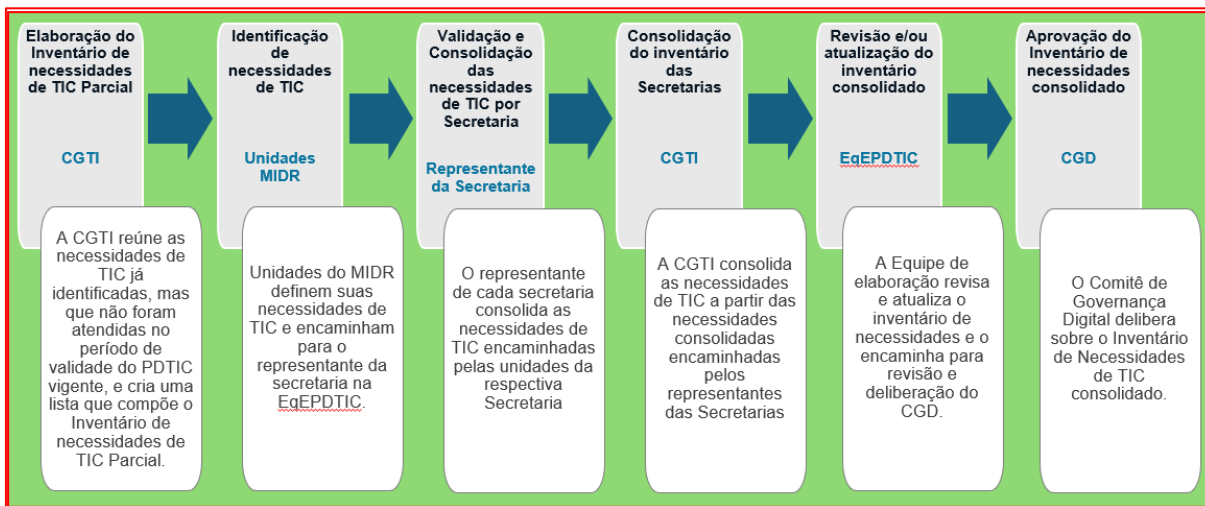 Elaboração do
Inventário de
necessidades
de TIC Parcial
CGTI
A CGTI reúne as
necessidades de
TIC já
identificadas, mas
que não foram
atendidas no
período de
validade do PDTIC
vigente, e cria uma
lista que compõe o
Inventário de
necessidades de
TIC Parcial.
Identificação
de
necessidades
de TIC
Unidades
MIDR
Unidades do MIDR
definem suas
necessidades de
TIC e encaminham
para o
representante da
secretaria na
EqEPDTIC.
Validação e
Consolidação
das
necessidades
de TIC por
Secretaria
Representante
da Secretaria
O representante
de cada secretaria
consolida as
necessidades de
TIC encaminhadas
pelas unidades da
respectiva
Secretaria
Consolidação
do inventário
das
Secretarias
CGTI
A CGTI consolida
as necessidades
de TIC a partir das
necessidades
consolidadas
encaminhadas
pelos
representantes
das Secretarias
Revisão e/ou
atualização do
inventário
consolidado
EqEPDTIC
A Equipe de
elaboração revisa
e atualiza o
inventário de
necessidades e o
encaminha para
revisão e
deliberação do
CGD.
Aprovação do
Inventário de
necessidades
consolidado
CGD
O Comitê de
Governança
Digital delibera
sobre o Inventário
de Necessidades
de TIC
consolidado.